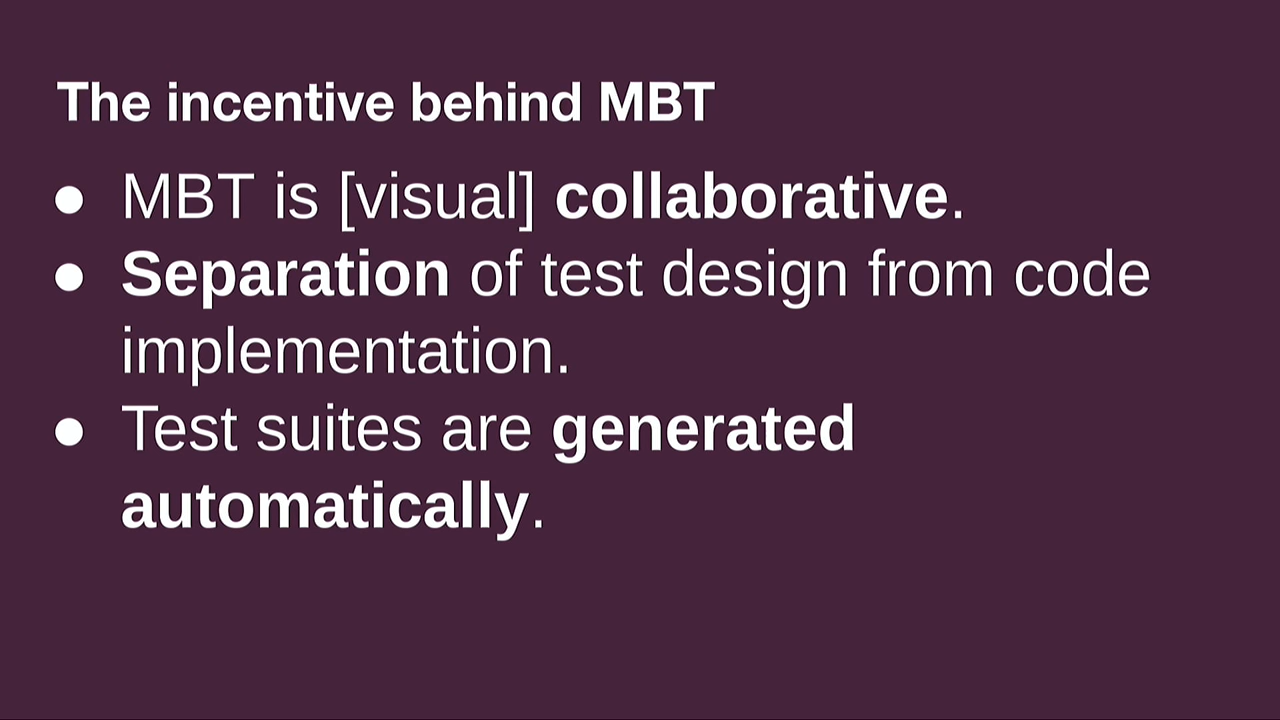 The incentive behind MBT
● MBT is [visual] collaborative.
● Separation of test design from code
implementation.
● Test suites are generated
automatically.